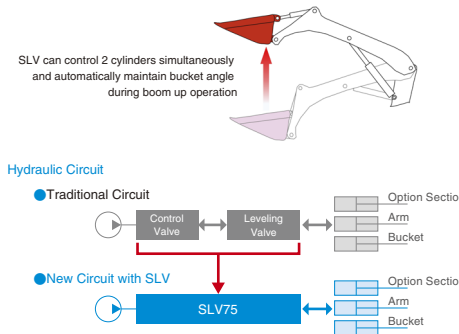 SLV can control 2 cylinders simultaneously
and automatically maintain bucket angle
during boom up operation
Hydraulic Circuit
Traditional Circuit
Control
Valve
Leveling
Valve
Option Sectio
Arm
Bucket
New Circuit with SLV
SLV75
Option Sectio
Arm
Bucket